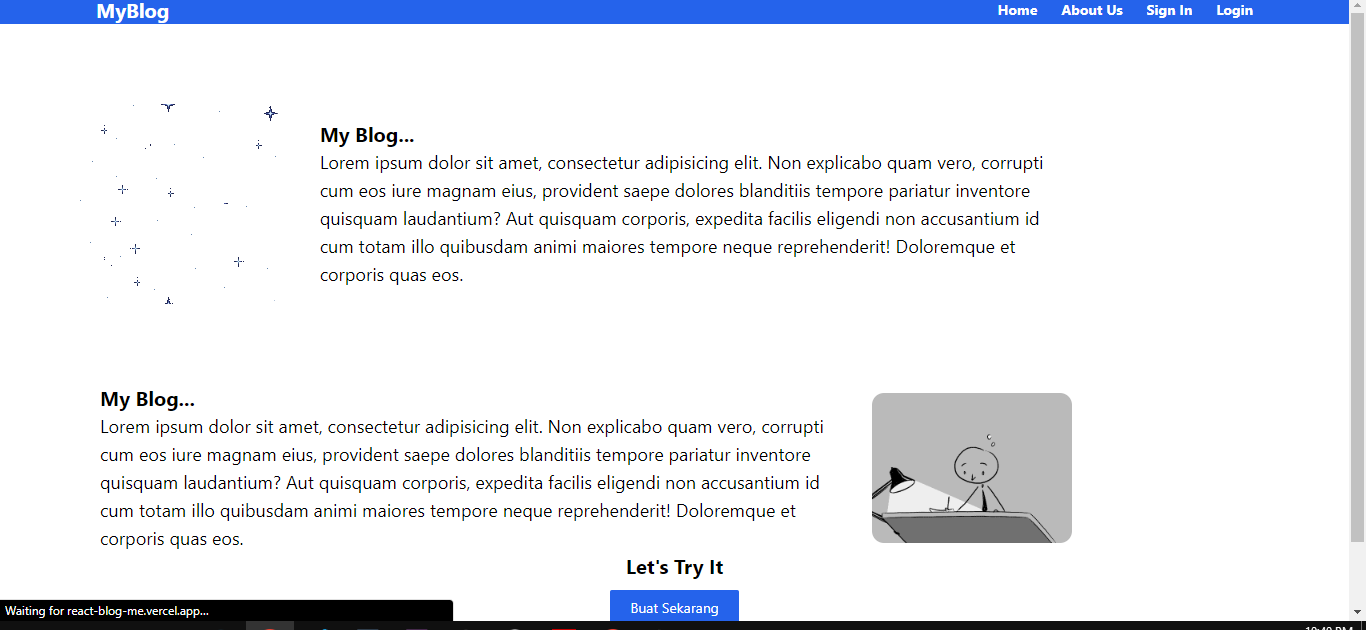 MyBlog
Home About Us Sign In Login
My Blog...
Lorem ipsum dolor sit amet, consectetur adipisicing elit. Non explicabo quam vero, corrupti
cum eos iure magnam eius, provident saepe dolores blanditiis tempore pariatur inventore
quisquam laudantium? Aut quisquam corporis, expedita facilis eligendi non accusantium id
cum totam illo quibusdam animi maiores tempore neque reprehenderit! Doloremque et
corporis quas eos.
My Blog...
Lorem ipsum dolor sit amet, consectetur adipisicing elit. Non explicabo quam vero, corrupti
cum eos iure magnam eius, provident saepe dolores blanditiis tempore pariatur inventore
quisquam laudantium? Aut quisquam corporis, expedita facilis eligendi non accusantium id
cum totam illo quibusdam animi maiores tempore neque reprehenderit! Doloremque et
corporis quas eos.
Let's Try It
Buat Sekarang
Waiting for react-blog-me.vercel.app...